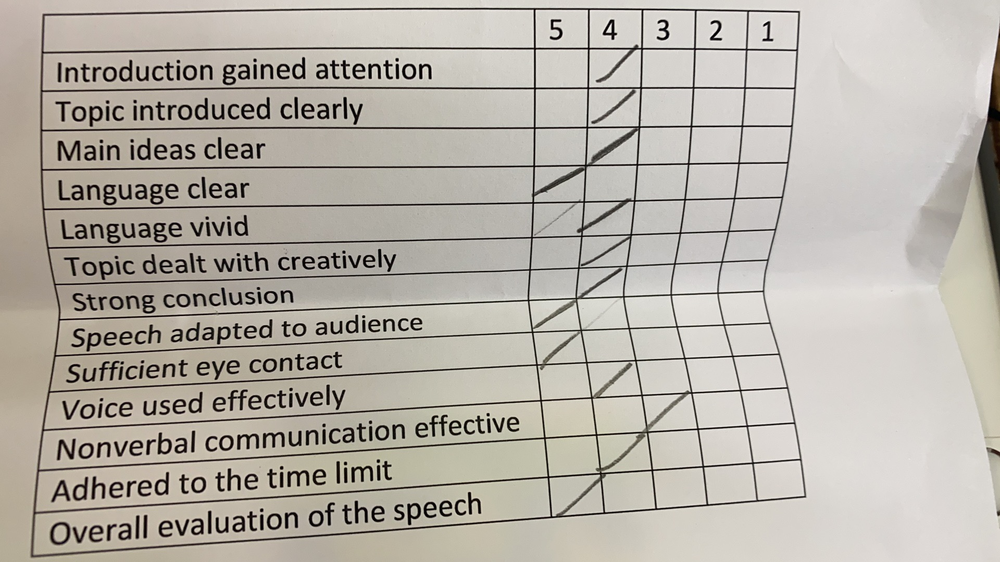 5 4 3 2 1
Introduction gained attention
Topic introduced clearly
Main ideas clear
Language clear
Language vivid
Topic dealt with creatively
Strong conclusion
Speech adapted to audience
Sufficient eye contact
Voice used effectively
Nonverbal communication effective
Adhered to the time limit
Overall evaluation of the speech